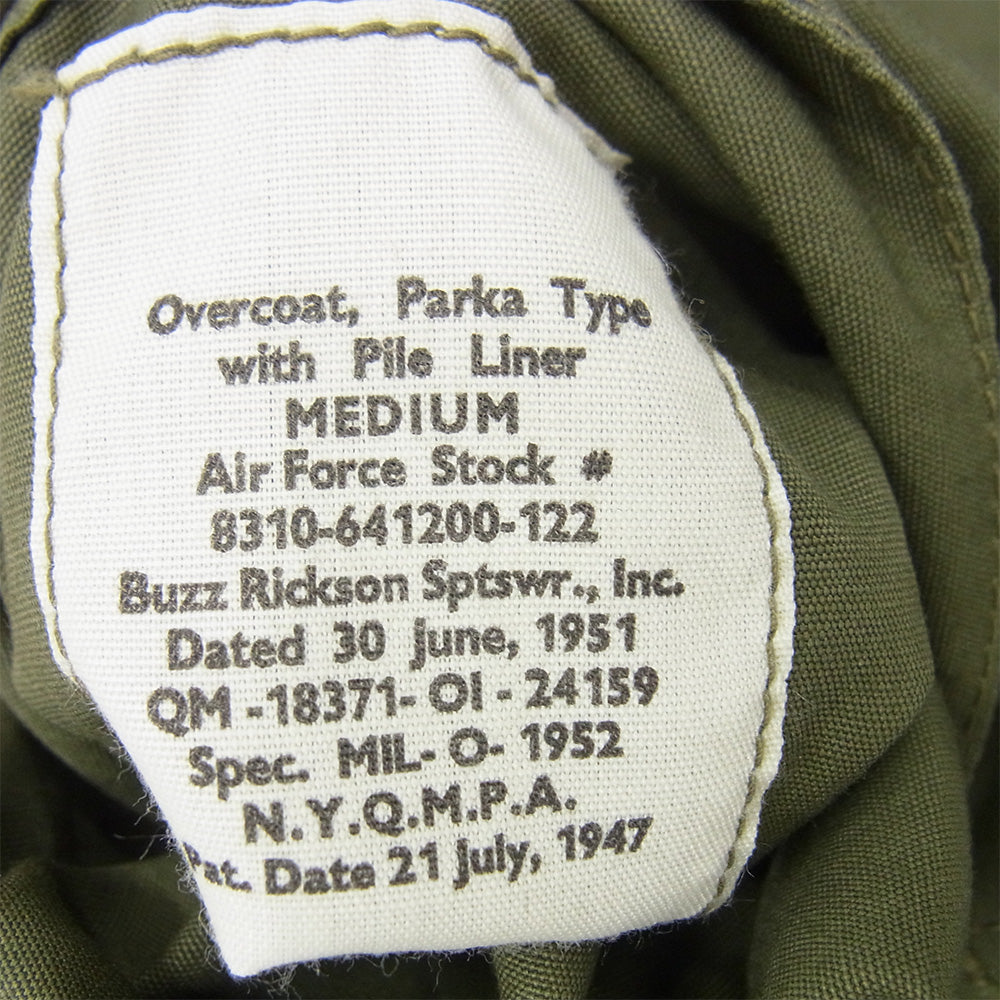 Overcoat, Parka Type
with Pile Liner
MEDIUM
Air Force Stock #
8310-641200-122
Buzz Rickson Sptswr., Inc.
Dated 30 June, 1951
QM -18371- OI - 24159
Spec. MIL- O- 1952
N.Y.Q.M.P.A.
Pat. Date 21 July, 1947